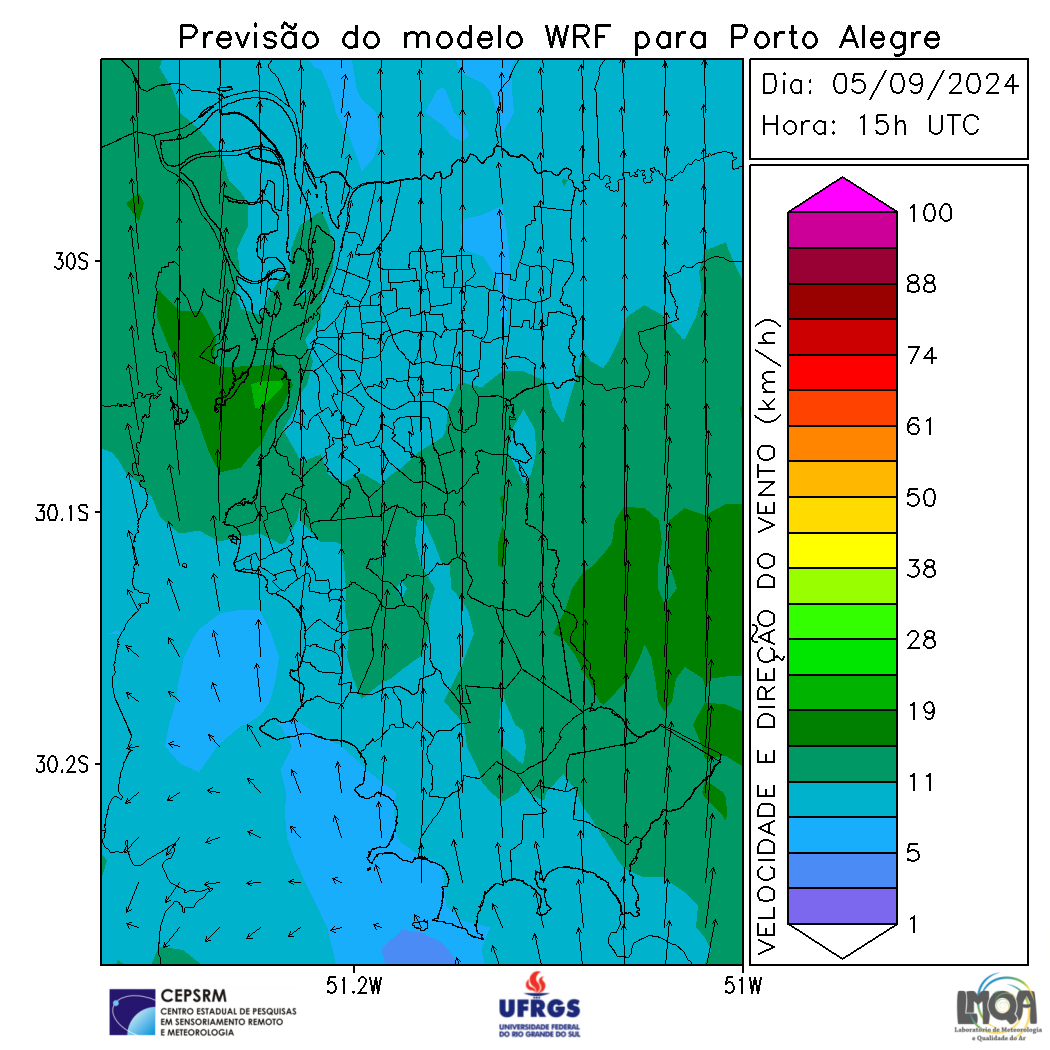 Previsão do modelo WRF para Porto Alegre
Dia: 05/09/2024
Hora: 15h UTC
30S
30.1S
30.2S
51.2W
51W
VELOCIDADE E DIREÇÃO DO VENTO (km/h)
100
88
74
61
50
38
28
19
11
5
1
CEPSRM
CENTRO ESTADUAL DE PESQUISAS
EM SENSORIAMENTO REMOTO
E METEOROLOGIA
UFRGS
UNIVERSIDADE FEDERAL
DO RIO GRANDE DO SUL
LMQA
Laboratório de Meteorologia
e Qualidade do Ar